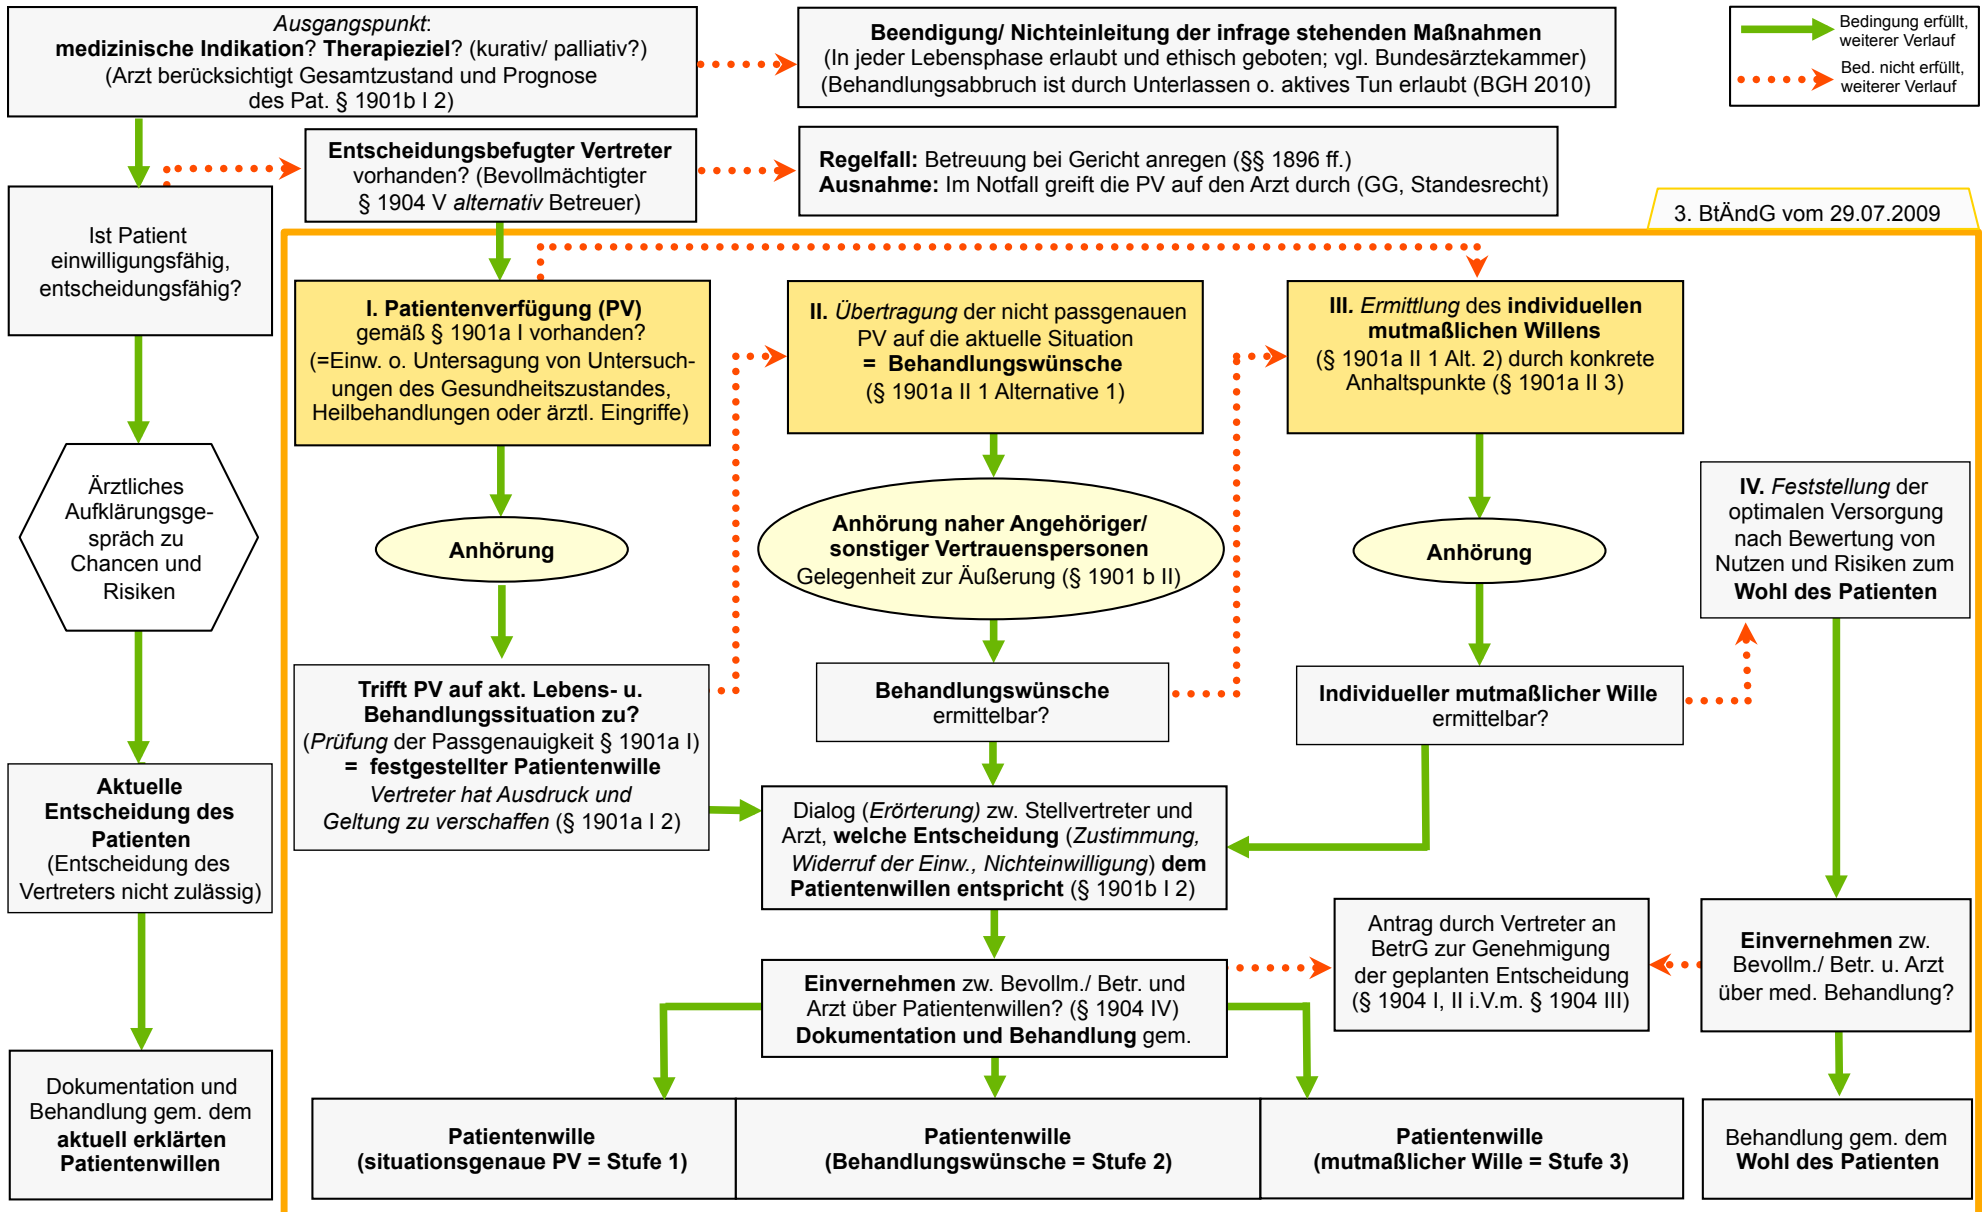 Ausgangspunkt:
medizinische Indikation? Therapieziel? (kurativ/ palliativ?)
(Arzt berücksichtigt Gesamtzustand und Prognose
des Pat. § 1901b I 2)
Beendigung/ Nichteinleitung der infrage stehenden Maßnahmen
(In jeder Lebensphase erlaubt und ethisch geboten; vgl. Bundesärztekammer)
(Behandlungsabbruch ist durch Unterlassen o. aktives Tun erlaubt (BGH 2010)
Bedingung erfüllt,
weiterer Verlauf
Bed. nicht erfüllt,
weiterer Verlauf
Entscheidungsbefugter Vertreter
vorhanden? (Bevollmächtigter
§ 1904 V alternativ Betreuer)
Regelfall: Betreuung bei Gericht anregen (§§ 1896 ff.)
Ausnahme: Im Notfall greift die PV auf den Arzt durch (GG, Standesrecht)
3. BtÄndG vom 29.07.2009
Ist Patient
einwilligungsfähig,
entscheidungsfähig?
I. Patientenverfügung (PV)
gemäß § 1901a I vorhanden?
(=Einw. o. Untersagung von Untersuch-
ungen des Gesundheitszustandes,
Heilbehandlungen oder ärztl. Eingriffe)
II. Übertragung der nicht passgenauen
PV auf die aktuelle Situation
= Behandlungswünsche
(§ 1901a II 1 Alternative 1)
III. Ermittlung des individuellen
mutmaßlichen Willens
(§ 1901a II 1 Alt. 2) durch konkrete
Anhaltspunkte (§ 1901a II 3)
Ärztliches
Aufklärungsge-
spräch zu
Chancen und
Risiken
Anhörung
Anhörung naher Angehöriger/
sonstiger Vertrauenspersonen
Gelegenheit zur Äußerung (§ 1901 b II)
Anhörung
IV. Feststellung der
optimalen Versorgung
nach Bewertung von
Nutzen und Risiken zum
Wohl des Patienten
Trifft PV auf akt. Lebens- u.
Behandlungssituation zu?
(Prüfung der Passgenauigkeit § 1901a I)
= festgestellter Patientenwille
Vertreter hat Ausdruck und
Geltung zu verschaffen (§ 1901a I 2)
Behandlungswünsche
ermittelbar?
Individueller mutmaßlicher Wille
ermittelbar?
Aktuelle
Entscheidung des
Patienten
(Entscheidung des
Vertreters nicht zulässig)
Dialog (Erörterung) zw. Stellvertreter und
Arzt, welche Entscheidung (Zustimmung,
Widerruf der Einw., Nichteinwilligung) dem
Patientenwillen entspricht (§ 1901b I 2)
Antrag durch Vertreter an
BetrG zur Genehmigung
der geplanten Entscheidung
(§ 1904 I, II i.V.m. § 1904 III)
Einvernehmen zw.
Bevollm./ Betr. u. Arzt
über med. Behandlung?
Einvernehmen zw. Bevollm./ Betr. und
Arzt über Patientenwillen? (§ 1904 IV)
Dokumentation und Behandlung gem.
Dokumentation und
Behandlung gem. dem
aktuell erklärten
Patientenwillen
Patientenwille
(situationsgenaue PV = Stufe 1)
Patientenwille
(Behandlungswünsche = Stufe 2)
Patientenwille
(mutmaßlicher Wille = Stufe 3)
Behandlung gem. dem
Wohl des Patienten